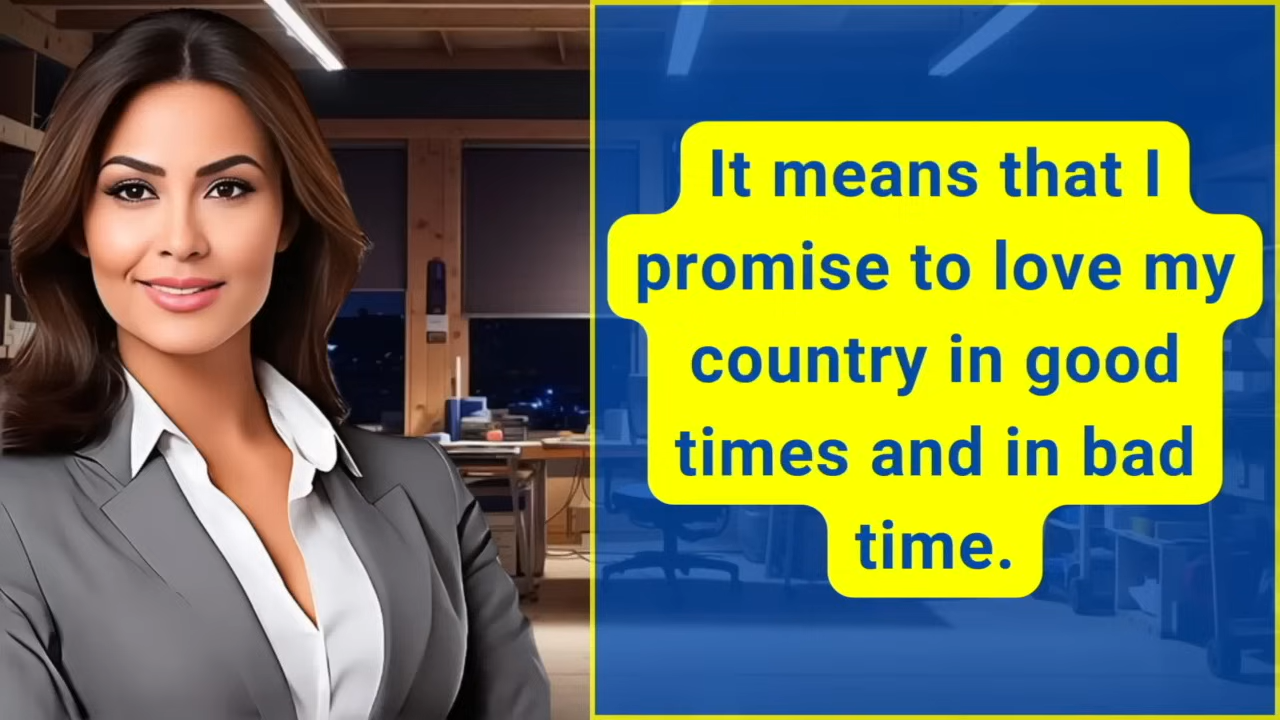 It means that I
promise to love my
country in good
times and in bad
time.